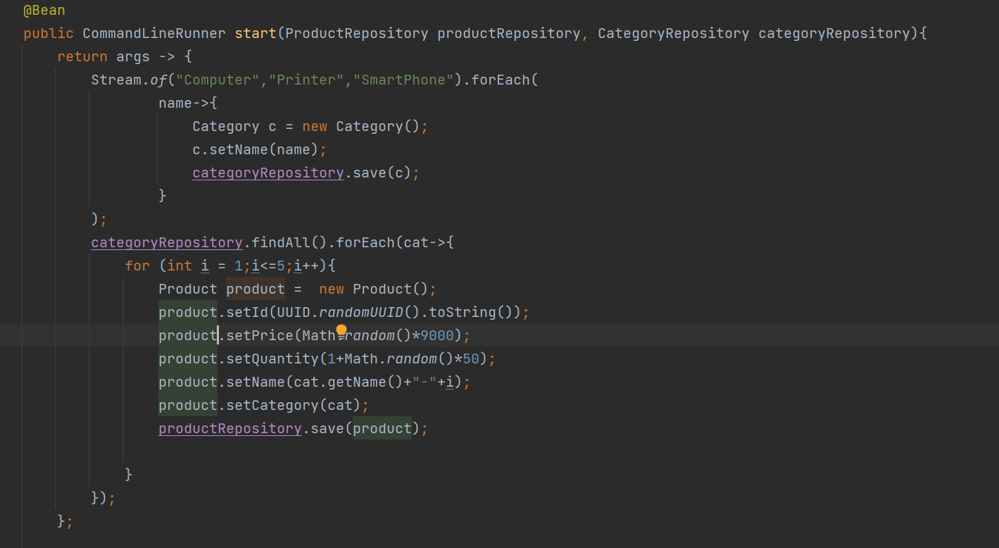 @Bean
public CommandLineRunner start(ProductRepository productRepository, CategoryRepository categoryRepository){
    return args -> {
        Stream.of("Computer","Printer","SmartPhone").forEach(
                name->{
                    Category c = new Category();
                    c.setName(name);
                    categoryRepository.save(c);
                }
        );
        categoryRepository.findAll().forEach(cat->{
            for (int i = 1;i<=5;i++){
                Product product =  new Product();
                product.setId(UUID.randomUUID().toString());
                product.setPrice(Math.random()*9000);
                product.setQuantity(1+Math.random()*50);
                product.setName(cat.getName()+"-"+i);
                product.setCategory(cat);
                productRepository.save(product);
            }
        });
    };